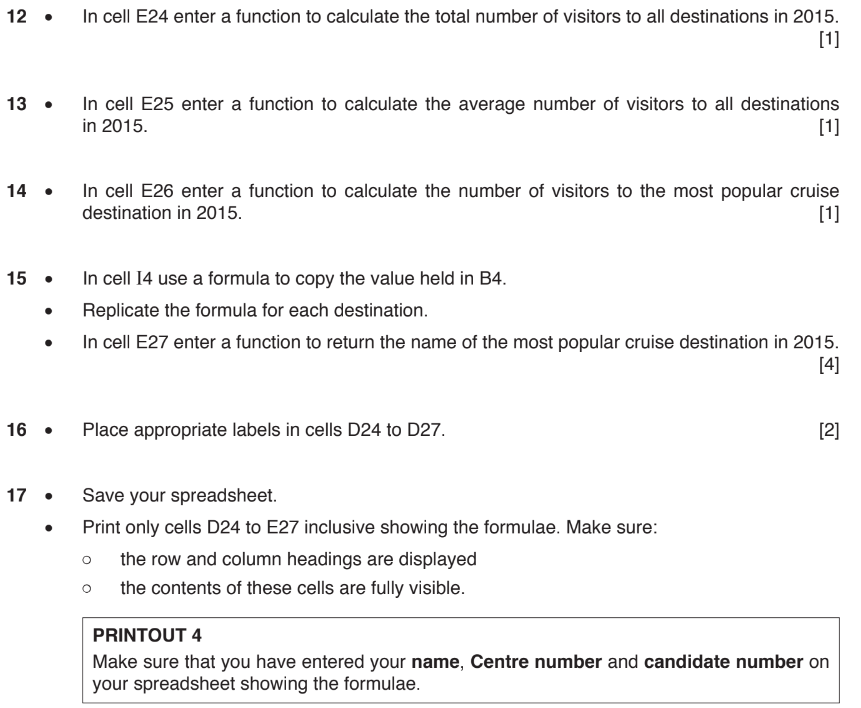 12 • In cell E24 enter a function to calculate the total number of visitors to all destinations in 2015.
[1]
13 • In cell E25 enter a function to calculate the average number of visitors to all destinations
in 2015. [1]
14 • In cell E26 enter a function to calculate the number of visitors to the most popular cruise
destination in 2015. [1]
15 • In cell I4 use a formula to copy the value held in B4.
• Replicate the formula for each destination.
• In cell E27 enter a function to return the name of the most popular cruise destination in 2015.
[4]
16 • Place appropriate labels in cells D24 to D27. [2]
17 • Save your spreadsheet.
• Print only cells D24 to E27 inclusive showing the formulae. Make sure:
○ the row and column headings are displayed
○ the contents of these cells are fully visible.
PRINTOUT 4
Make sure that you have entered your name, Centre number and candidate number on
your spreadsheet showing the formulae.